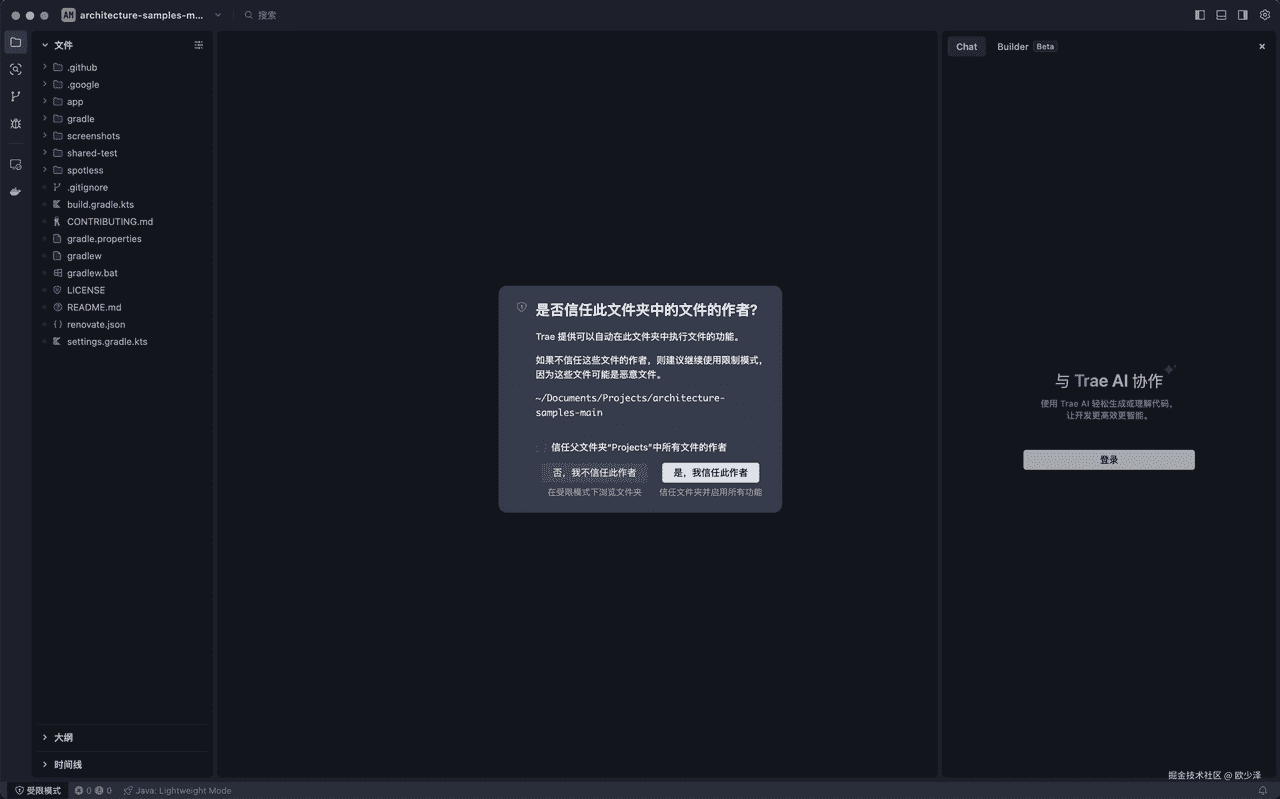 AM architecture-samples-m...
搜索
文件
.github
.google
app
gradle
screenshots
shared-test
spotless
.gitignore
build.gradle.kts
CONTRIBUTING.md
gradle.properties
gradlew
gradlew.bat
LICENSE
README.md
renovate.json
settings.gradle.kts
大纲
时间线
是否信任此文件夹中的文件的作者?
Trae 提供可以自动在此文件夹中执行文件的功能。
如果不信任这些文件的作者，则建议继续使用限制模式，
因为这些文件可能是恶意文件。
~/Documents/Projects/architecture-
samples-main
信任父文件夹“Projects”中所有文件的作者
否，我不信任此作者
是，我信任此作者
在受限模式下浏览文件夹
信任文件夹并启用所有功能
Chat
Builder Beta
与 Trae AI 协作
使用 Trae AI 轻松生成或理解代码，
让开发更高效更智能。
登录
掘金技术社区 @ 欧少泽
受限模式 0 0 Java: Lightweight Mode